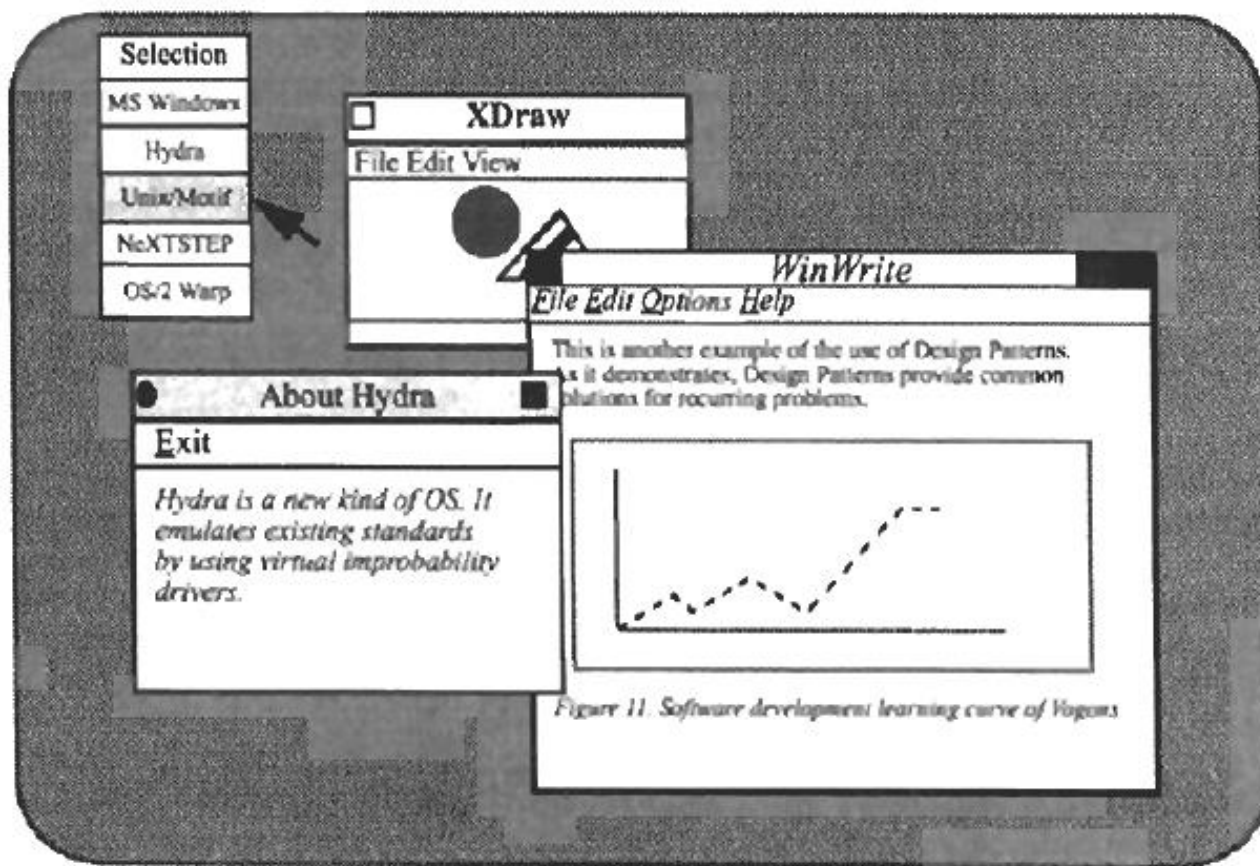 Selection
MS Windows
Hydra
Unix/Motif
NeXTSTEP
OS/2 Warp
XDraw
File Edit View
WinWrite
File Edit Options Help
This is another example of the use of Design Patterns.
As it demonstrates, Design Patterns provide common
solutions for recurring problems.
Figure 11. Software development learning curve of Vogons
About Hydra
Exit
Hydra is a new kind of OS. It
emulates existing standards
by using virtual improbability
drivers.